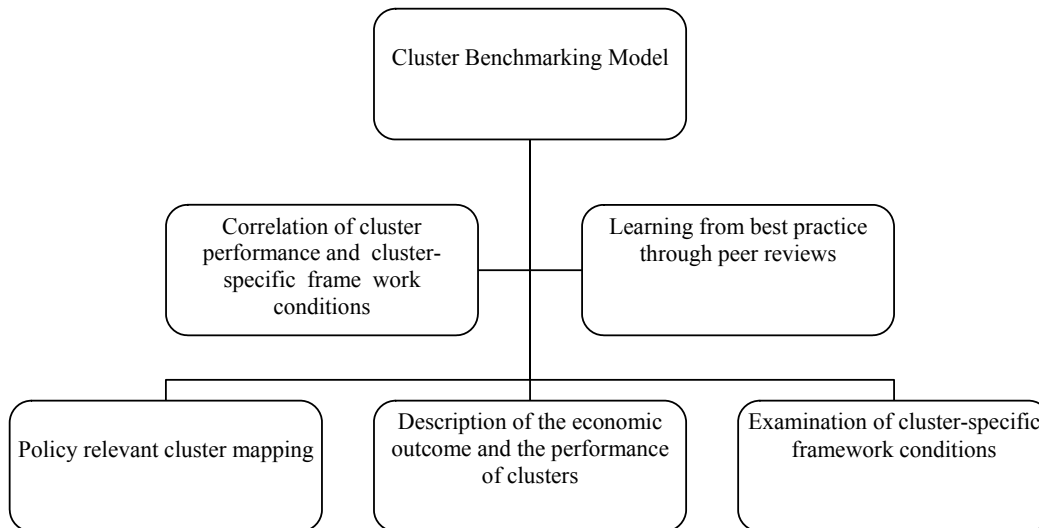 Cluster Benchmarking Model
Correlation of cluster
performance and cluster-
specific frame work
conditions
Learning from best practice
through peer reviews
Policy relevant cluster mapping
Description of the economic
outcome and the performance
of clusters
Examination of cluster-specific
framework conditions